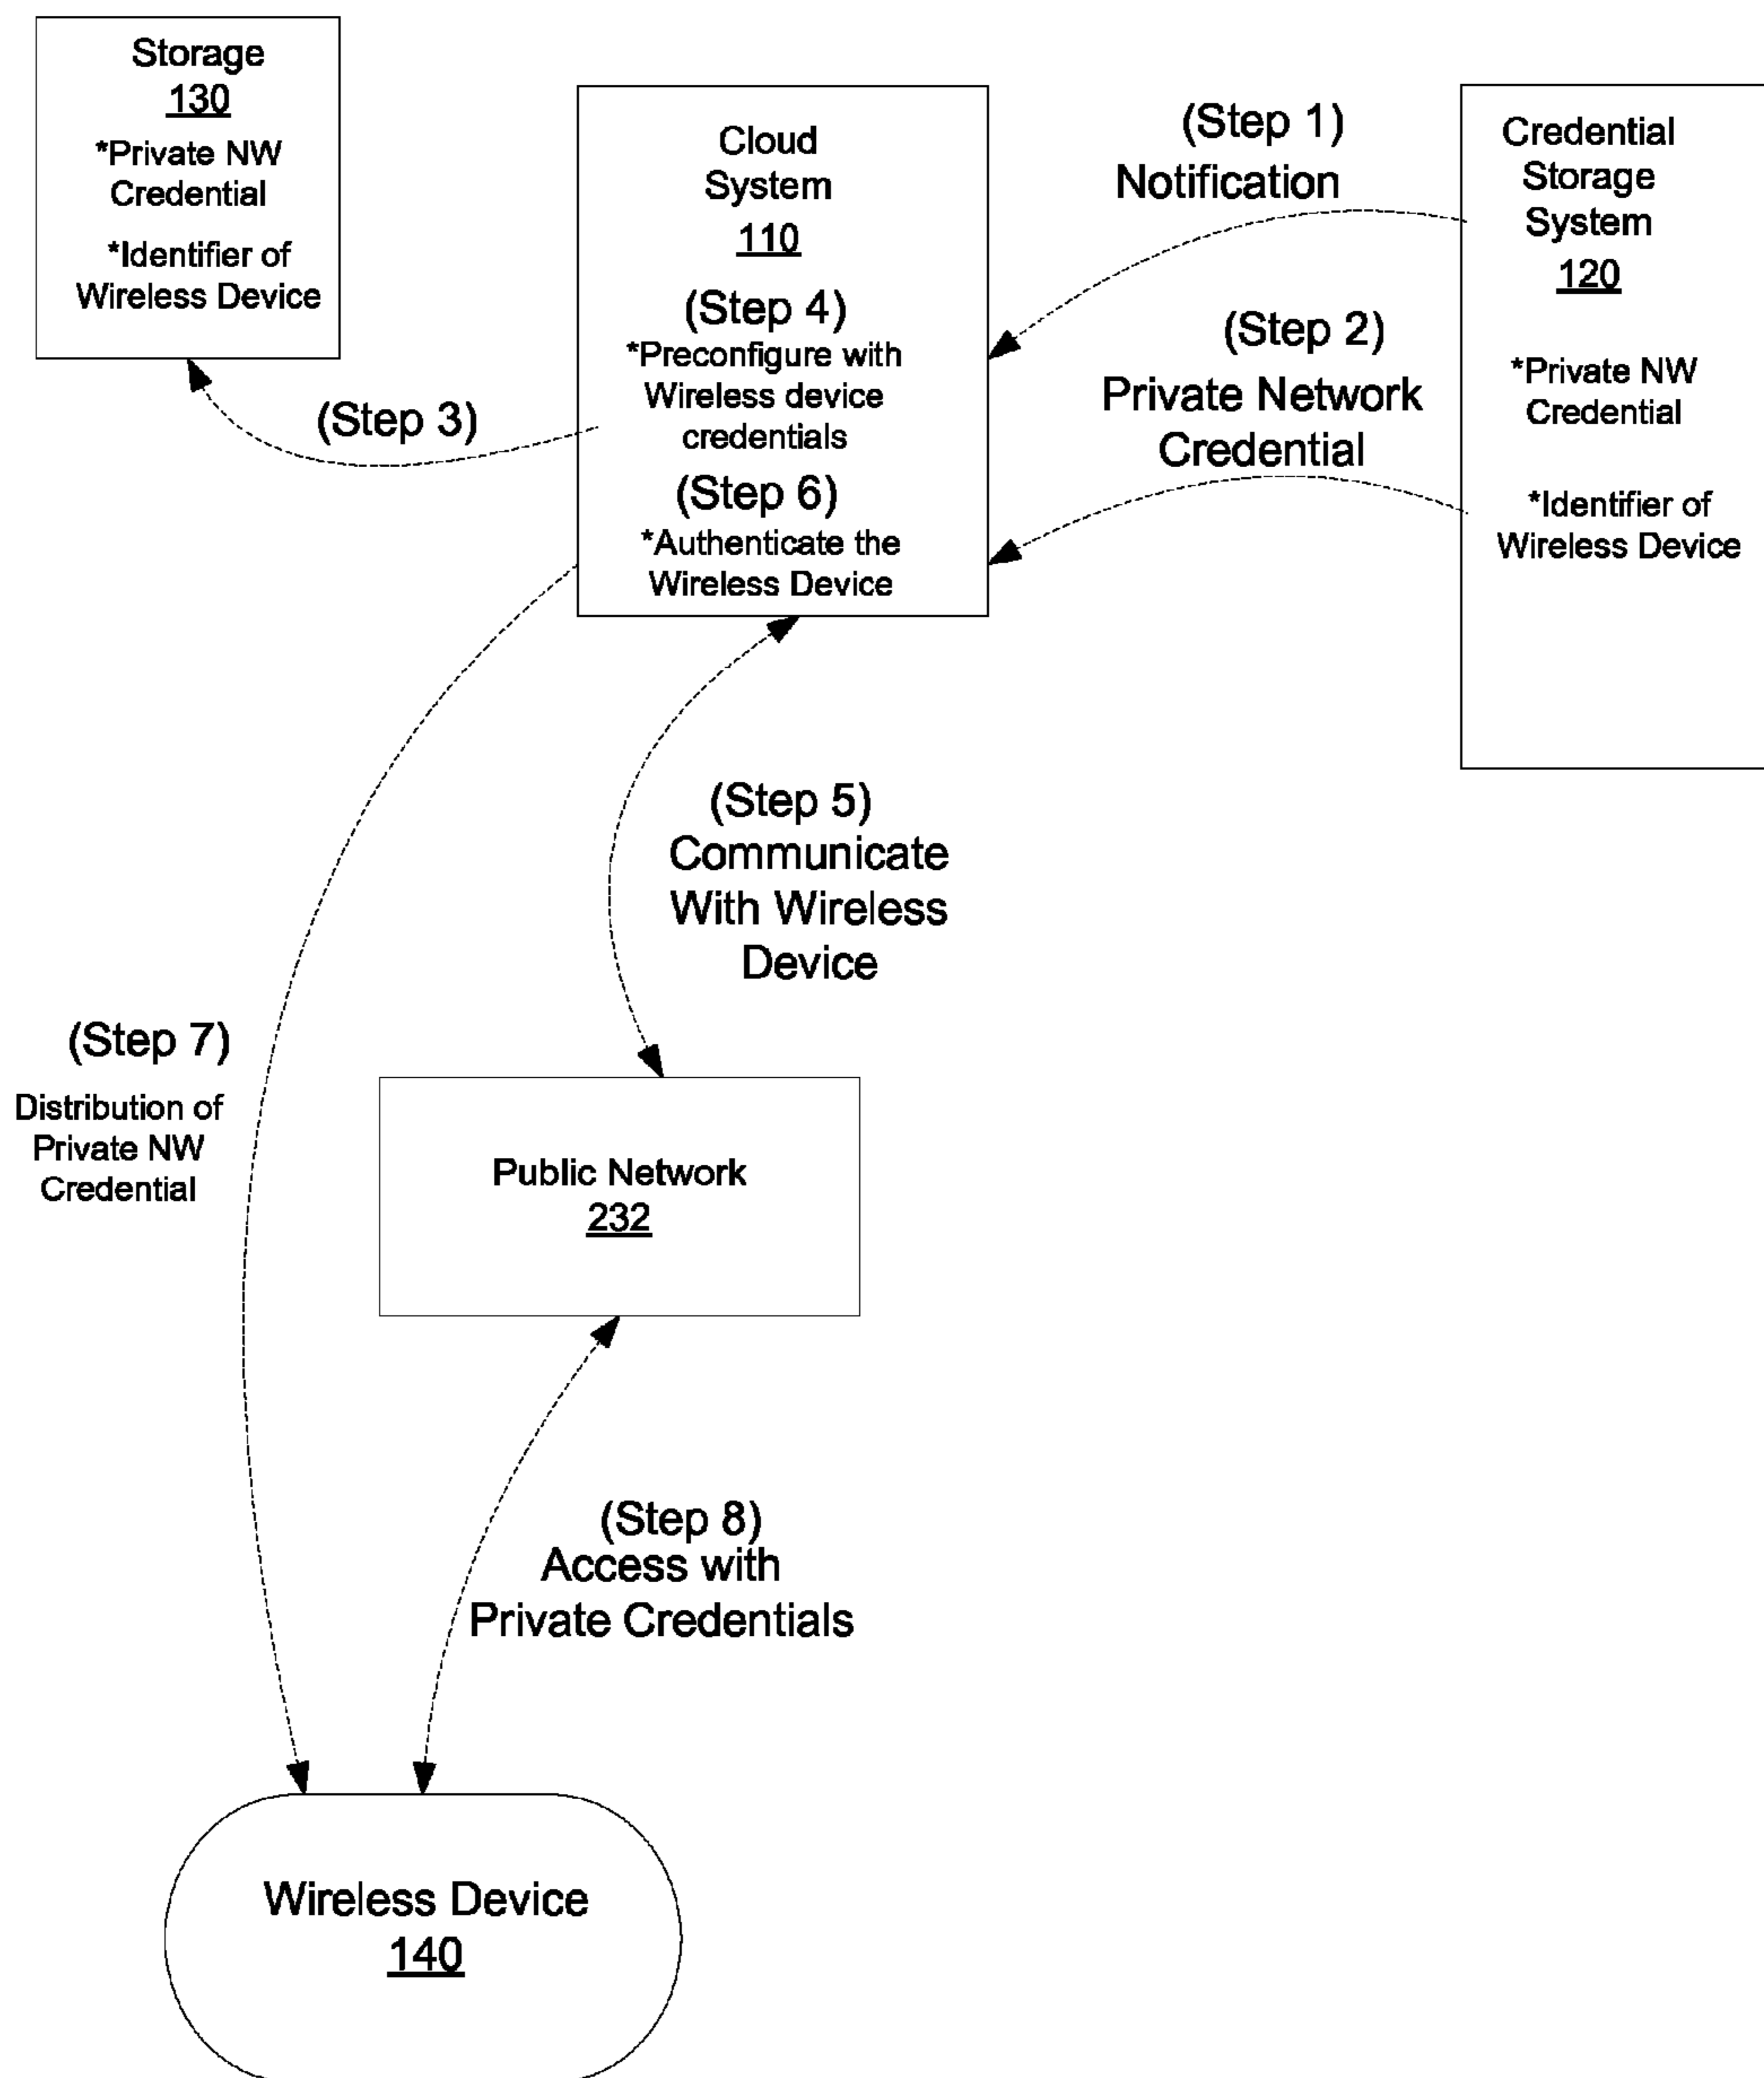 Storage
130
*Private NW
Credential
*Identifier of
Wireless Device
Cloud
System
110
(Step 4)
*Preconfigure with
Wireless device
credentials
(Step 6)
*Authenticate the
Wireless Device
(Step 1)
Notification
(Step 2)
Private Network
Credential
Credential
Storage
System
120
*Private NW
Credential
*Identifier of
Wireless Device
(Step 3)
(Step 5)
Communicate
With Wireless
Device
(Step 7)
Distribution of
Private NW
Credential
Public Network
232
(Step 8)
Access with
Private Credentials
Wireless Device
140